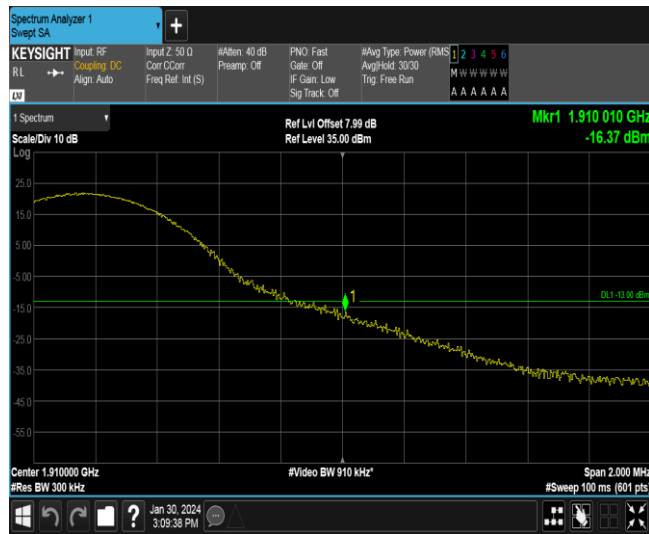 Spectrum Analyzer 1
Swept SA
+
KEYSIGHT
RL
LXI
Input: RF
Coupling: DC
Align: Auto
Input Z: 50 Ω
Corr CCorr
Freq Ref: Int (S)
#Atten: 40 dB
Preamp: Off
PNO: Fast
Gate: Off
IF Gain: Low
Sig Track: Off
#Avg Type: Power (RMS
Avg|Hold: 30/30
Trig: Free Run
1 2 3 4 5 6
M W W W W W
A A A A A A
1 Spectrum
Scale/Div 10 dB
Log
Ref Lvl Offset 7.99 dB
Ref Level 35.00 dBm
Mkr1 1.910 010 GHz
-16.37 dBm
25.0
15.0
5.00
-5.00
-15.0
-25.0
-35.0
-45.0
-55.0
1
DL1 -13.00 dBm
Center 1.910000 GHz
#Res BW 300 kHz
#Video BW 910 kHz*
Span 2.000 MHz
#Sweep 100 ms (601 pts)
?
Jan 30, 2024
3:09:38 PM